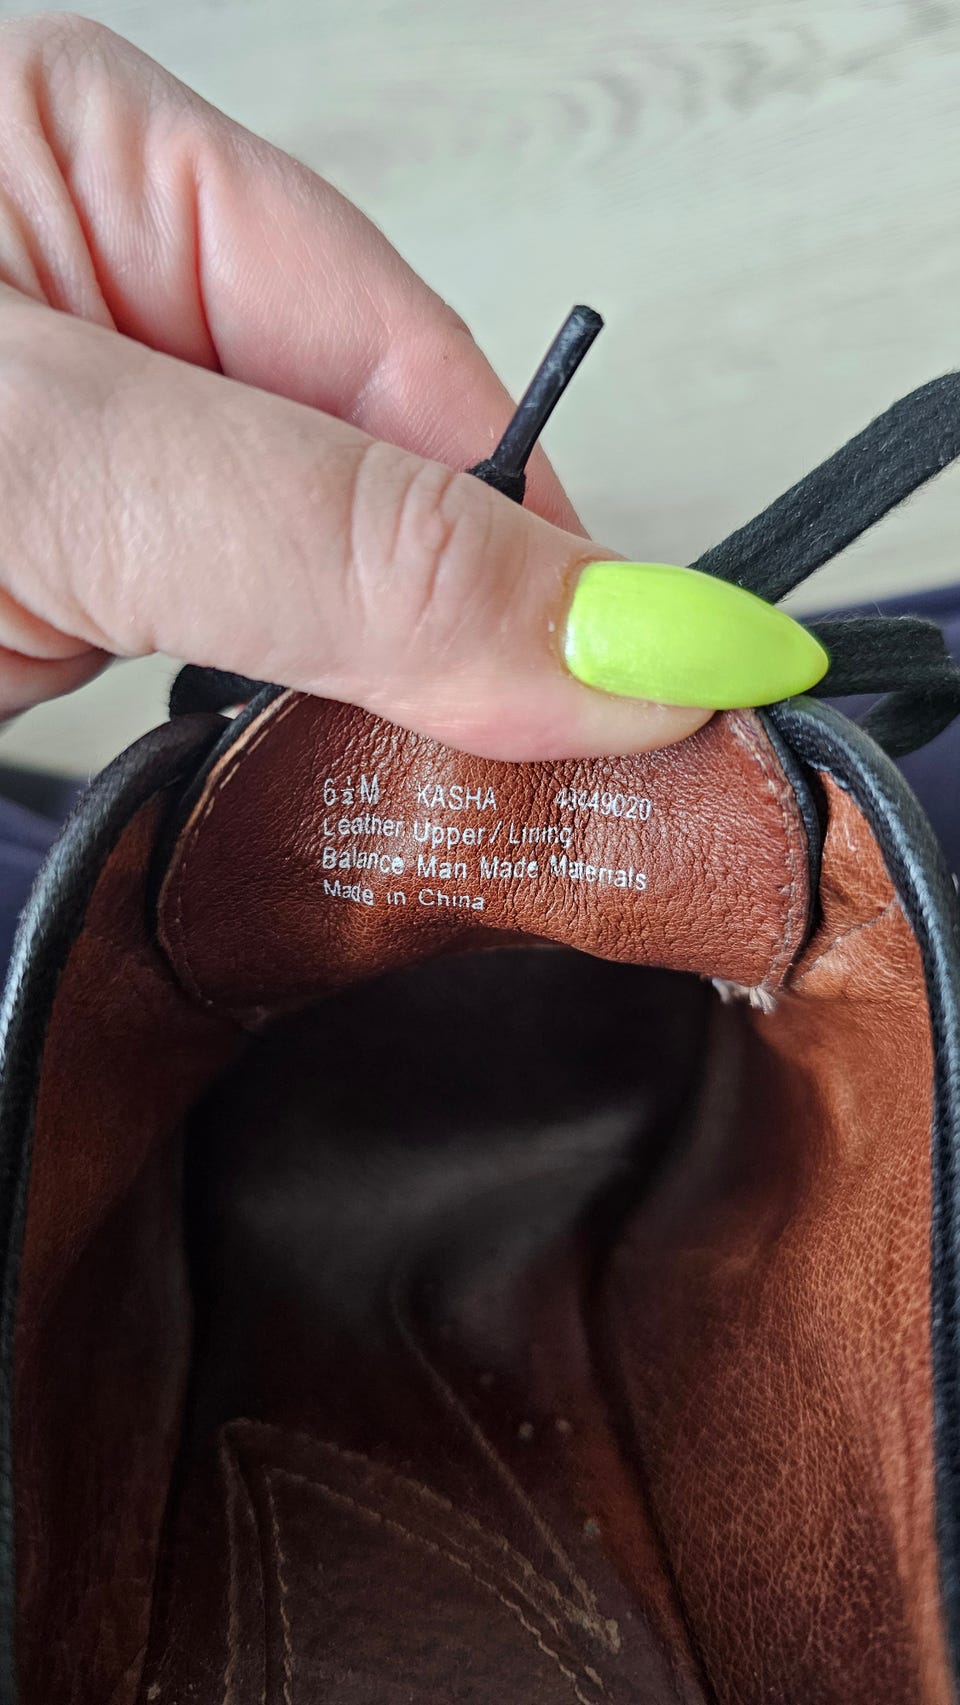 6½M KASHA 43449020
Leather Upper / Lining
Balance Man Made Materials
Made in China